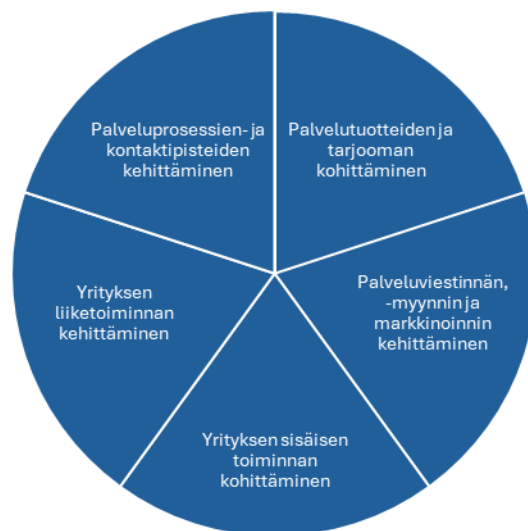 Palveluprosessien- ja
kontaktipisteiden
kehittäminen
Palvelutuotteiden ja
tarjooman
kohittäminen
Palveluviestinnän,
-myynnin ja
markkinoinnin
kehittäminen
Yrityksen sisäisen
toiminnan
kohittäminen
Yrityksen
liiketoiminnan
kehittäminen